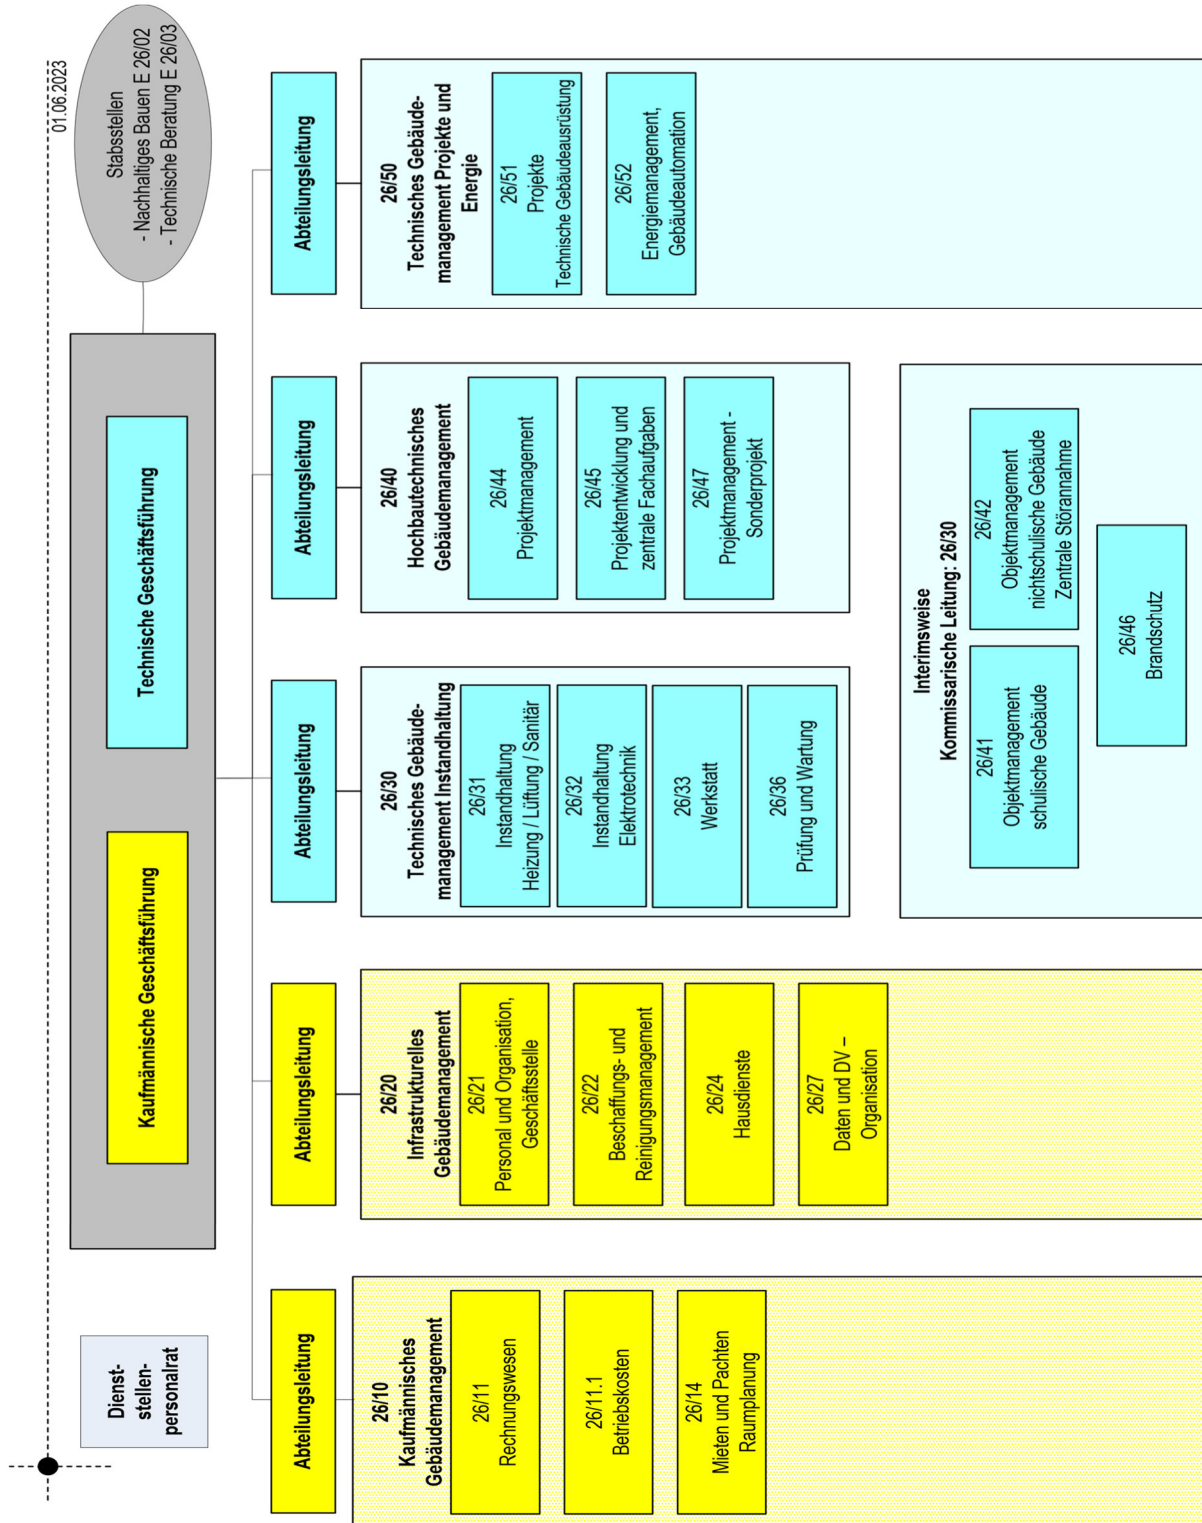 01.06.2023
Dienst-
stellen-
personalrat
Kaufmännische Geschäftsführung
Technische Geschäftsführung
Stabsstellen
- Nachhaltiges Bauen E 26/02
- Technische Beratung E 26/03
Abteilungsleitung
26/10
Kaufmännisches
Gebäudemanagement
26/11
Rechnungswesen
26/11.1
Betriebskosten
26/14
Mieten und Pachten
Raumplanung
Abteilungsleitung
26/20
Infrastrukturelles
Gebäudemanagement
26/21
Personal und Organisation,
Geschäftsstelle
26/22
Beschaffungs- und
Reinigungsmanagement
26/24
Hausdienste
26/27
Daten und DV –
Organisation
Abteilungsleitung
26/30
Technisches Gebäude-
management Instandhaltung
26/31
Instandhaltung
Heizung / Lüftung / Sanitär
26/32
Instandhaltung
Elektrotechnik
26/33
Werkstatt
26/36
Prüfung und Wartung
Abteilungsleitung
26/40
Hochbautechnisches
Gebäudemanagement
26/44
Projektmanagement
26/45
Projektentwicklung und
zentrale Fachaufgaben
26/47
Projektmanagement -
Sonderprojekt
Interimsweise
Kommissarische Leitung: 26/30
26/41
Objektmanagement
schulische Gebäude
26/42
Objektmanagement
nichtschulische Gebäude
Zentrale Störannahme
26/46
Brandschutz
Abteilungsleitung
26/50
Technisches Gebäude-
management Projekte und
Energie
26/51
Projekte
Technische Gebäudeausrüstung
26/52
Energiemanagement,
Gebäudeautomation